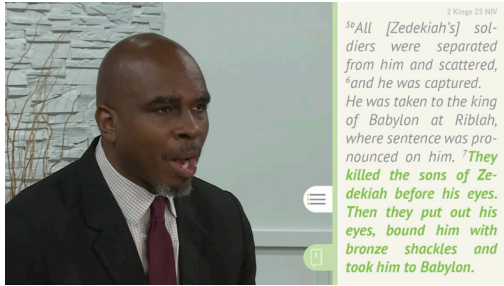 2 Kings 25 NIV
5bAll [Zedekiah's] sol-
diers were separated
from him and scattered,
6and he was captured.
He was taken to the king
of Babylon at Riblah,
where sentence was pro-
nounced on him. 7They
killed the sons of Ze-
dekiah before his eyes.
Then they put out his
eyes, bound him with
bronze shackles and
took him to Babylon.